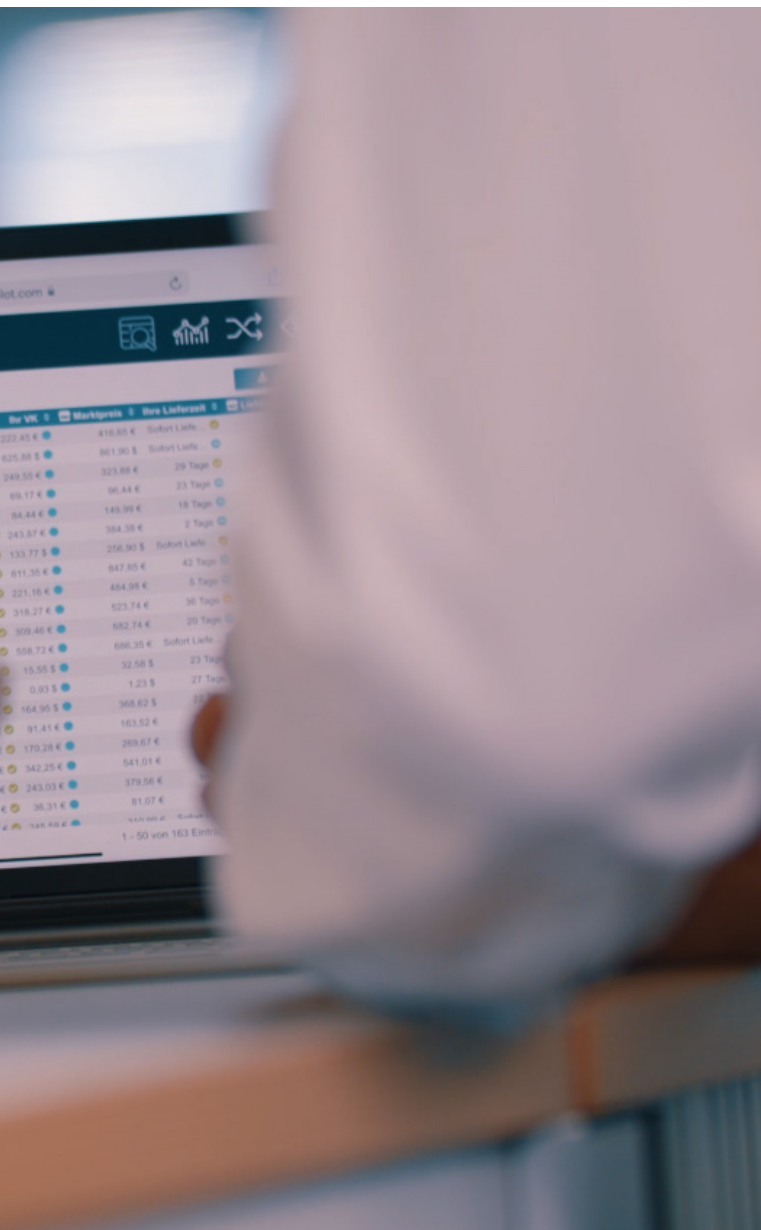 lot.com
Ihr VK Marktpreis Ihre Lieferzeit
222,45 € 416,65 € Sofort Liefe...
625,88 $ 861,90 $ Sofort Liefe...
249,55 € 323,88 € 29 Tage
69,17 € 96,44 € 23 Tage
84,44 € 149,99 € 18 Tage
243,87 € 384,38 € 2 Tage
133,77 $ 256,90 $ Sofort Liefe...
611,35 € 847,65 € 42 Tage
221,16 € 484,98 € 5 Tage
318,27 € 523,74 € 36 Tage
309,46 € 682,74 € 20 Tage
558,72 € 686,35 € Sofort Liefe...
15,55 $ 32,58 $ 23 Tage
0,93 $ 1,23 $ 27 Tage
164,95 $ 368,62 $
91,41 € 163,52 €
170,28 € 269,67 €
342,25 € 541,01 €
€ 243,03 € 379,56 €
€ 36,31 € 81,07 €
1 - 50 von 163 Eintr